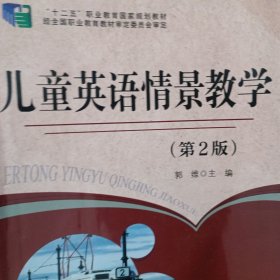 "十二五"职业教育国家规划教材
经全国职业教育教材审定委员会审定
儿童英语情景教学
(第2版)
郭 维○主 编
ERTONG YINGYU QINGJING JIAOXUE
2